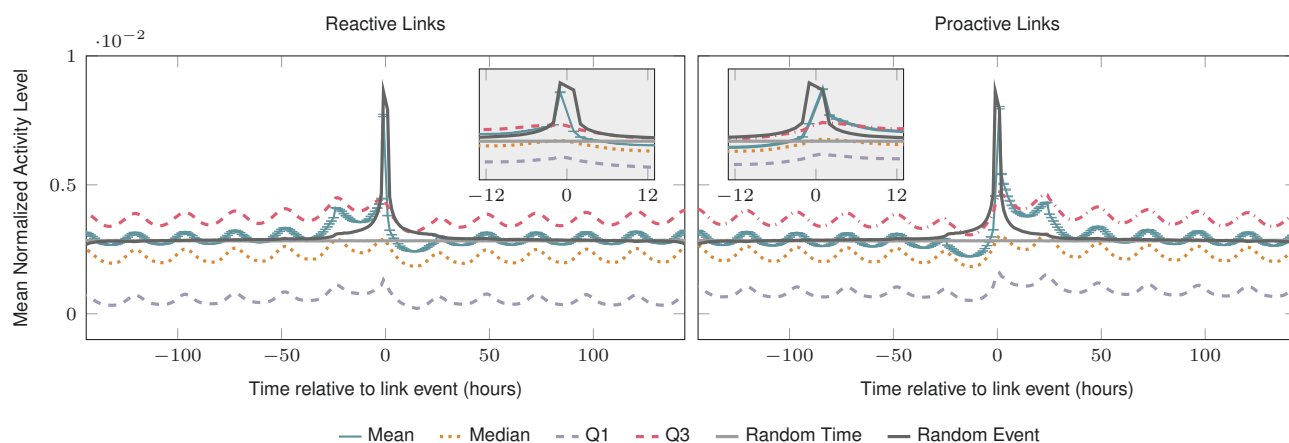 Reactive Links
Proactive Links
·10⁻²
Mean Normalized Activity Level
1
0.5
0
−12 0 12
−12 0 12
−100 −50 0 50 100
−100 −50 0 50 100
Time relative to link event (hours)
Time relative to link event (hours)
Mean Median Q1 Q3 Random Time Random Event